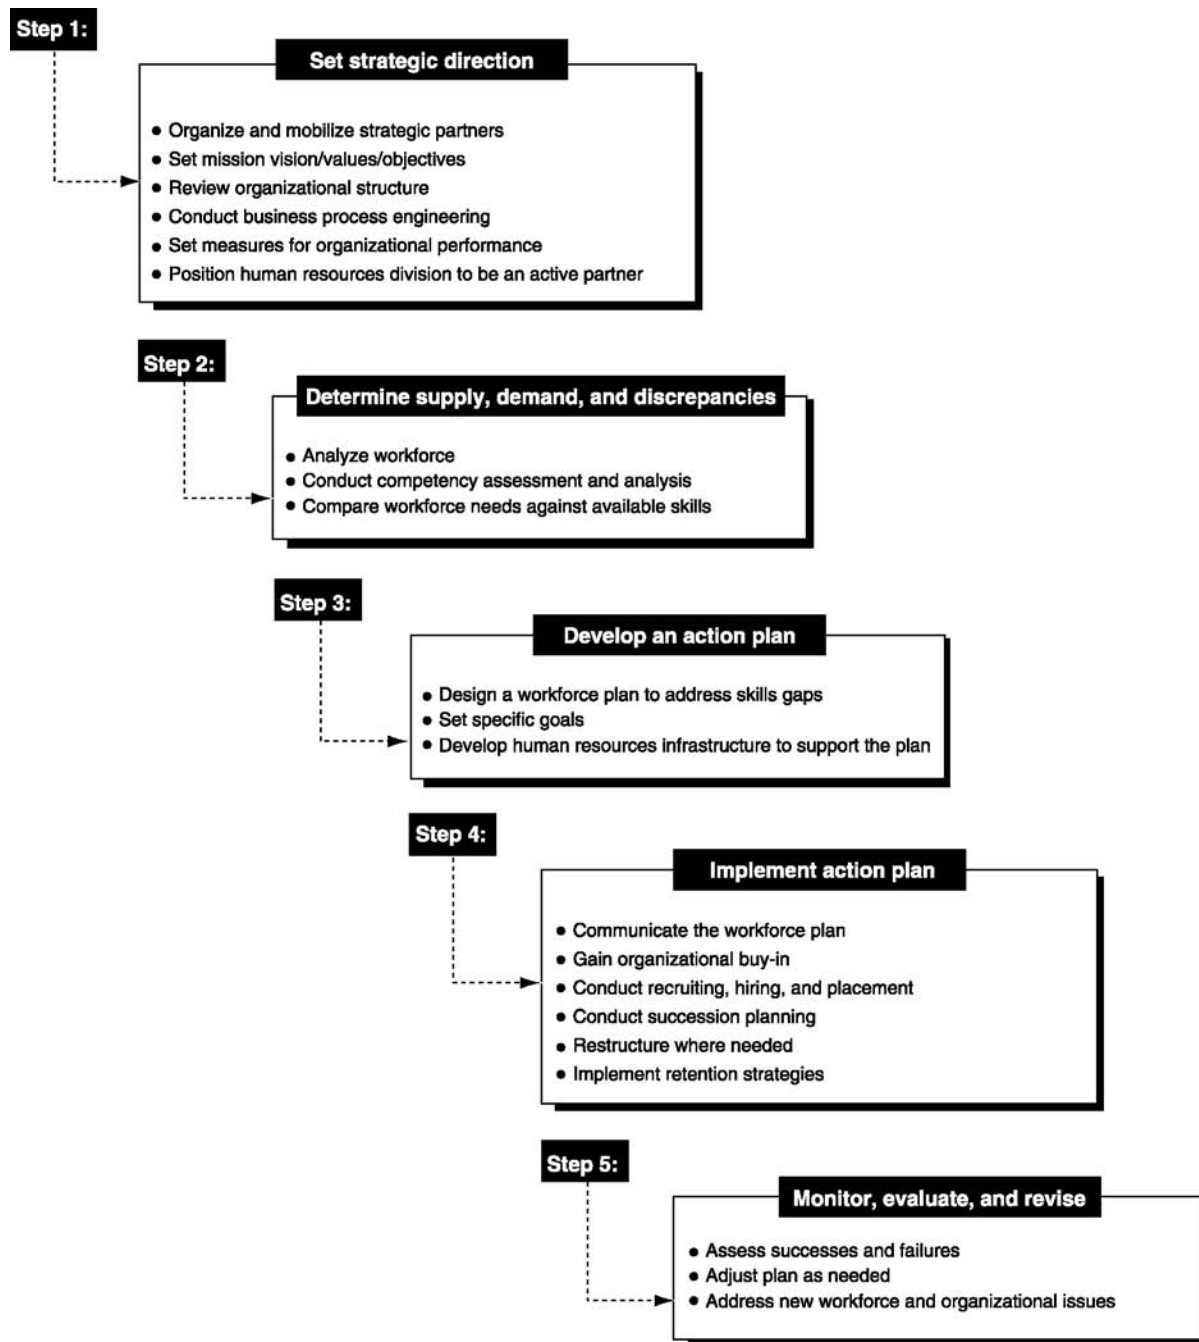 Step 1:
Set strategic direction
● Organize and mobilize strategic partners
● Set mission vision/values/objectives
● Review organizational structure
● Conduct business process engineering
● Set measures for organizational performance
● Position human resources division to be an active partner
Step 2:
Determine supply, demand, and discrepancies
● Analyze workforce
● Conduct competency assessment and analysis
● Compare workforce needs against available skills
Step 3:
Develop an action plan
● Design a workforce plan to address skills gaps
● Set specific goals
● Develop human resources infrastructure to support the plan
Step 4:
Implement action plan
● Communicate the workforce plan
● Gain organizational buy-in
● Conduct recruiting, hiring, and placement
● Conduct succession planning
● Restructure where needed
● Implement retention strategies
Step 5:
Monitor, evaluate, and revise
● Assess successes and failures
● Adjust plan as needed
● Address new workforce and organizational issues